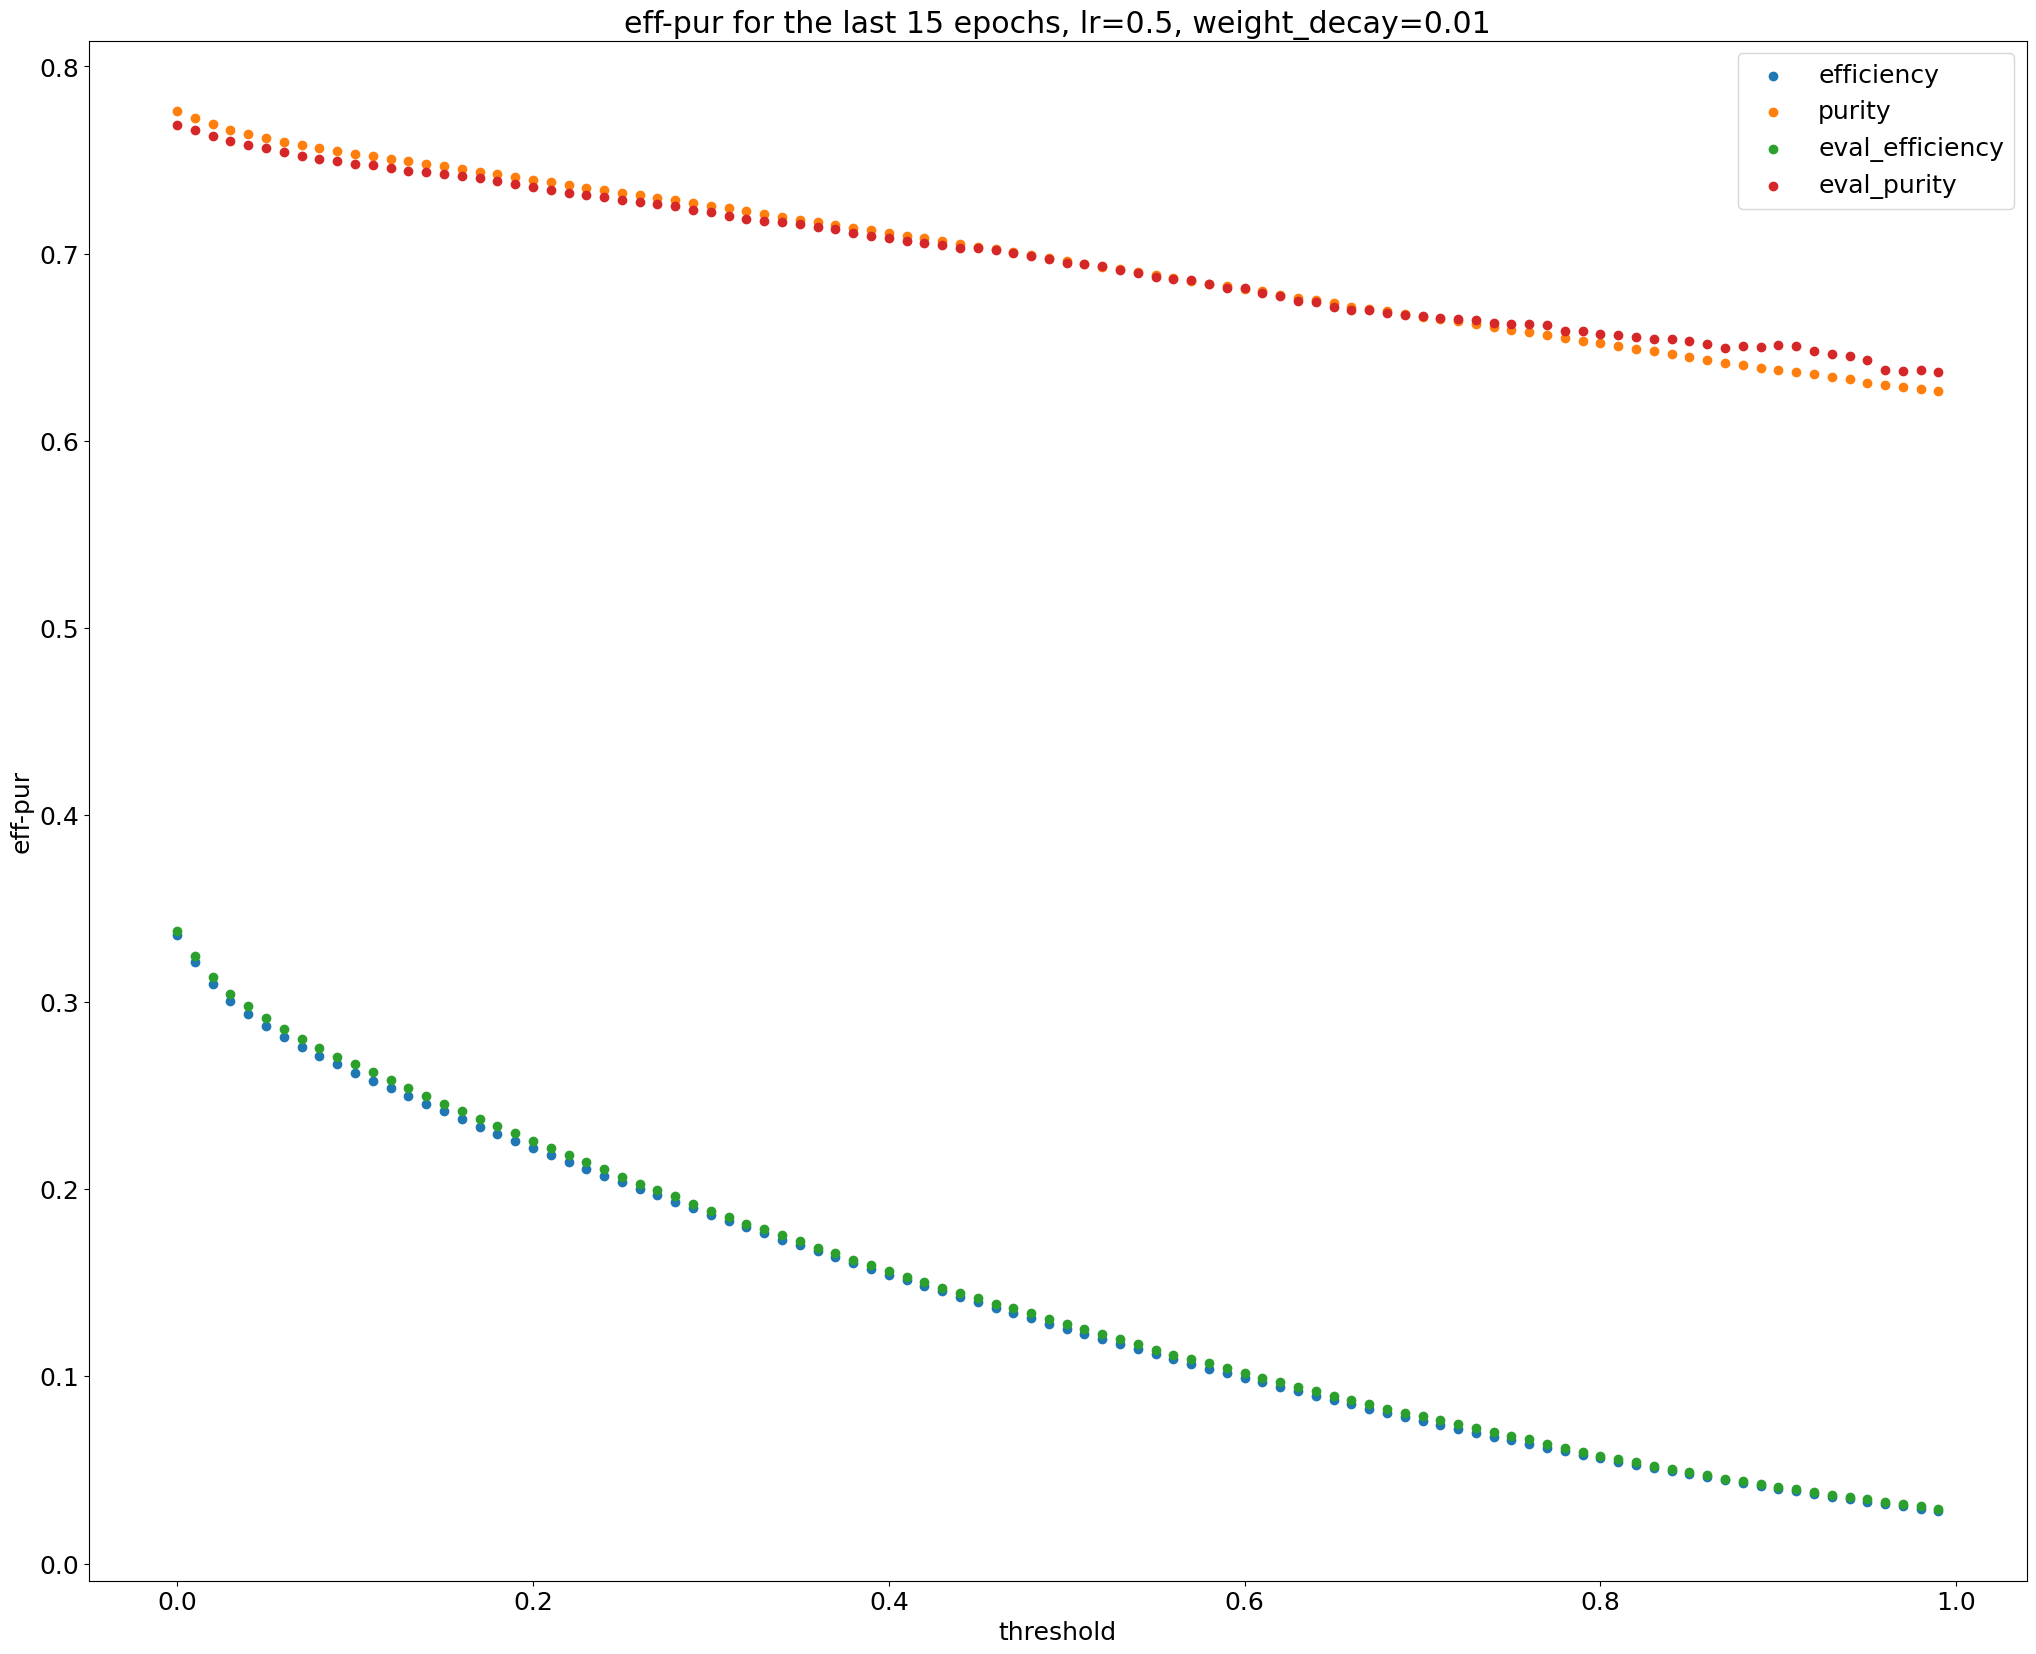 eff-pur for the last 15 epochs, lr=0.5, weight_decay=0.01
efficiency
purity
eval_efficiency
eval_purity
0.8
0.7
0.6
0.5
0.4
0.3
0.2
0.1
0.0
eff-pur
0.0 0.2 0.4 0.6 0.8 1.0
threshold